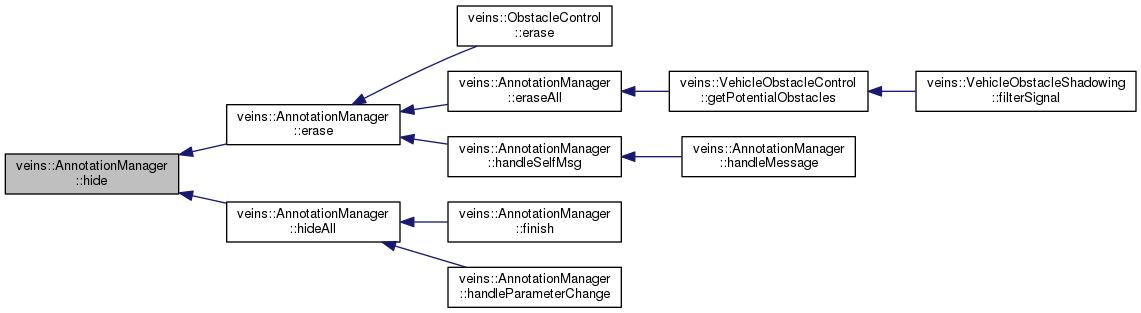 veins::ObstacleControl
::erase
veins::AnnotationManager
::eraseAll
veins::VehicleObstacleControl
::getPotentialObstacles
veins::VehicleObstacleShadowing
::filterSignal
veins::AnnotationManager
::erase
veins::AnnotationManager
::handleSelfMsg
veins::AnnotationManager
::handleMessage
veins::AnnotationManager
::hide
veins::AnnotationManager
::hideAll
veins::AnnotationManager
::finish
veins::AnnotationManager
::handleParameterChange